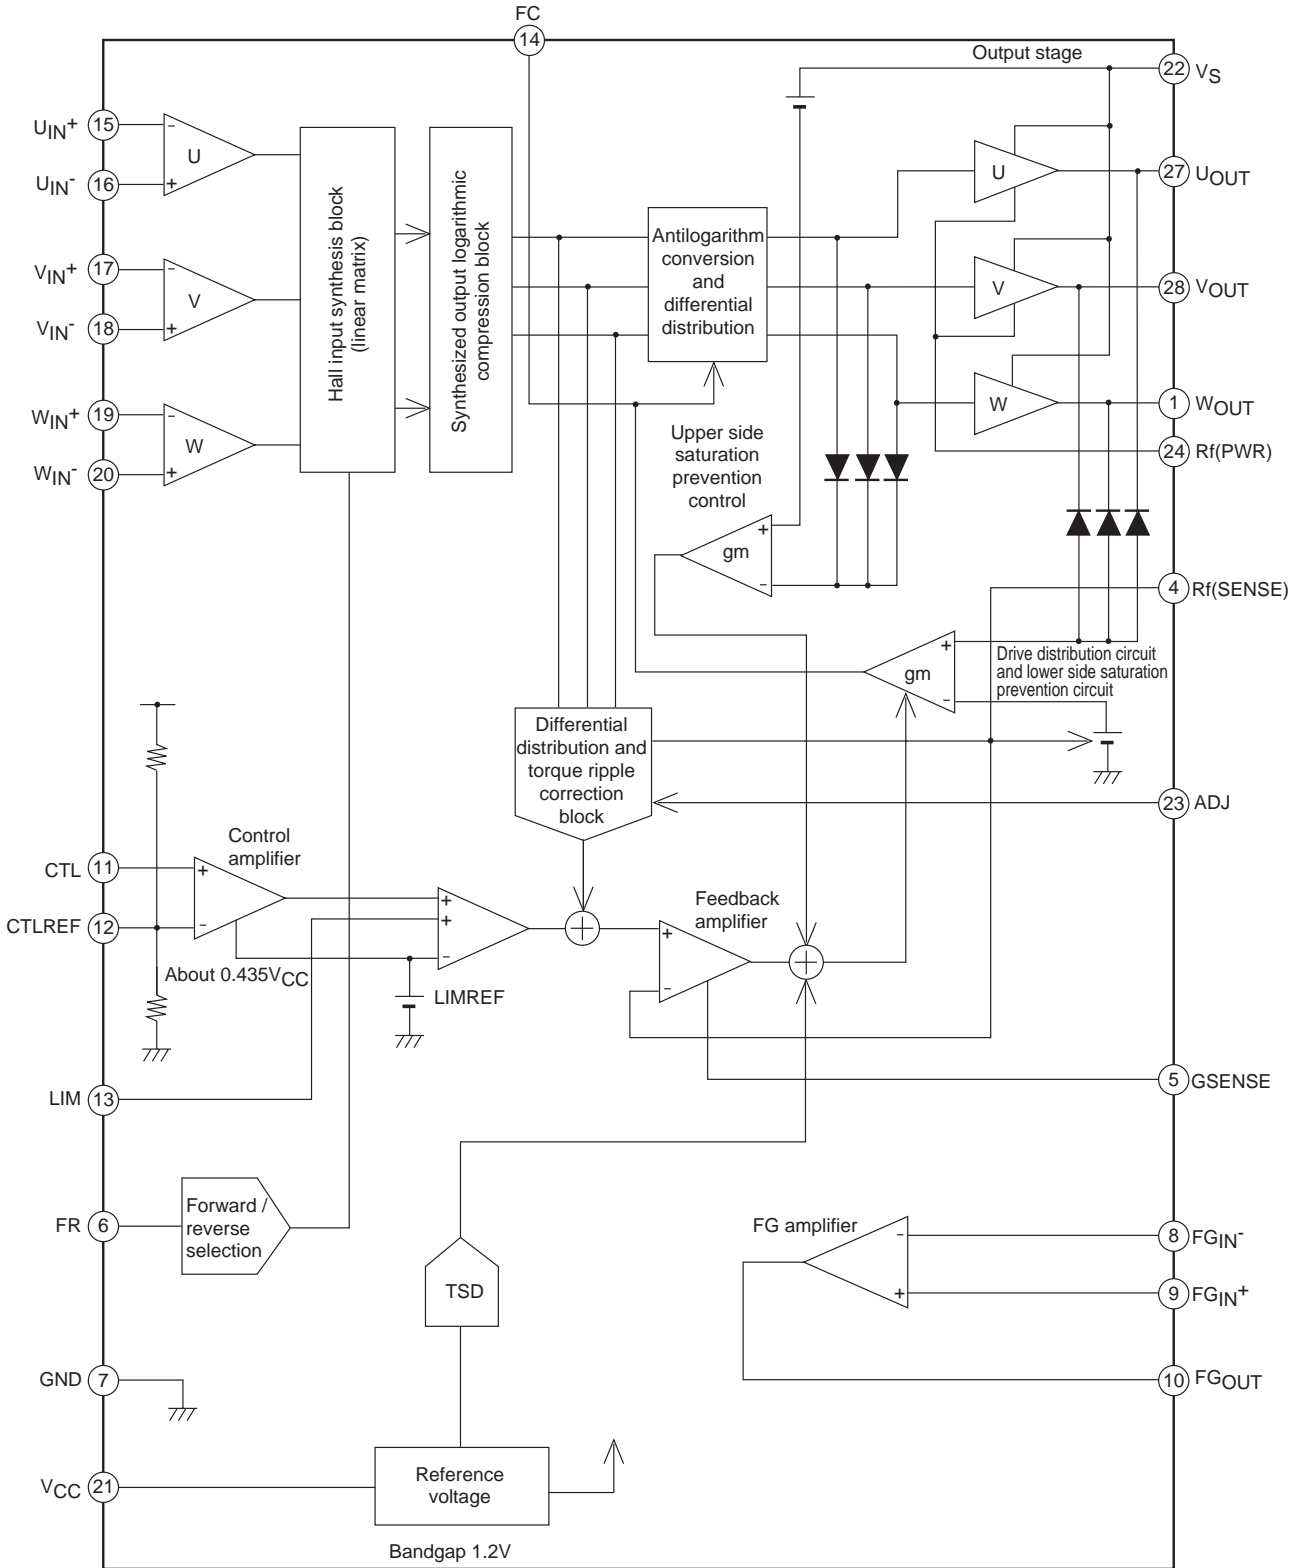 FC
14
Output stage
22 VS
15 UIN+
- U +
16 UIN-
Hall input synthesis block
(linear matrix)
Synthesized output logarithmic
compression block
Antilogarithm
conversion
and
differential
distribution
U
27 UOUT
17 VIN+
- V +
18 VIN-
V
28 VOUT
19 WIN+
- W +
20 WIN-
W
1 WOUT
24 Rf(PWR)
Upper side
saturation
prevention
control
+ gm -
4 Rf(SENSE)
+ gm -
Drive distribution circuit
and lower side saturation
prevention circuit
Differential
distribution and
torque ripple
correction
block
23 ADJ
Control
amplifier
CTL 11
+ -
CTLREF 12
About 0.435VCC
+ + -
LIMREF
+
Feedback
amplifier
+ -
+
LIM 13
5 GSENSE
FR 6
Forward /
reverse
selection
TSD
FG amplifier
- +
8 FGIN-
9 FGIN+
10 FGOUT
GND 7
VCC 21
Reference
voltage
Bandgap 1.2V